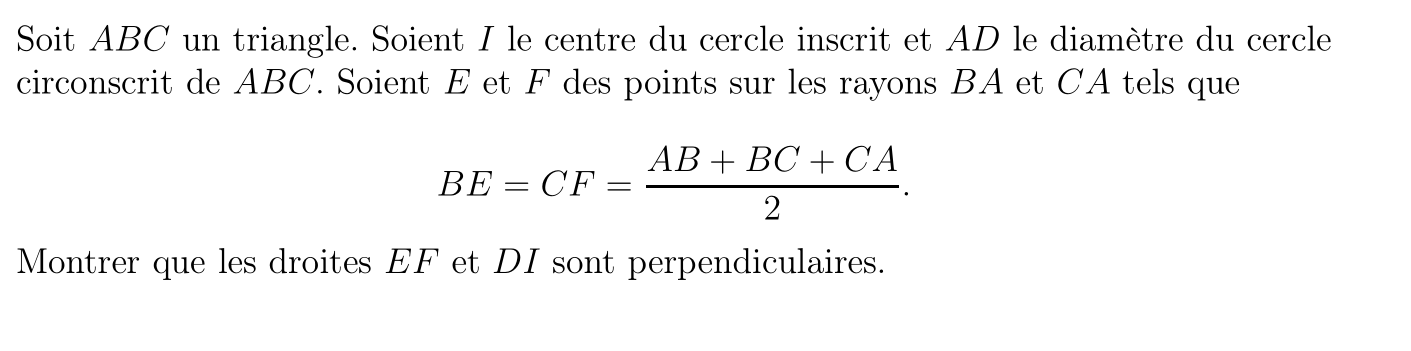 Soit ABC un triangle. Soient I le centre du cercle inscrit et AD le diamètre du cercle
circonscrit de ABC. Soient E et F des points sur les rayons BA et CA tels que
BE = CF = \frac{AB + BC + CA}{2}.
Montrer que les droites EF et DI sont perpendiculaires.